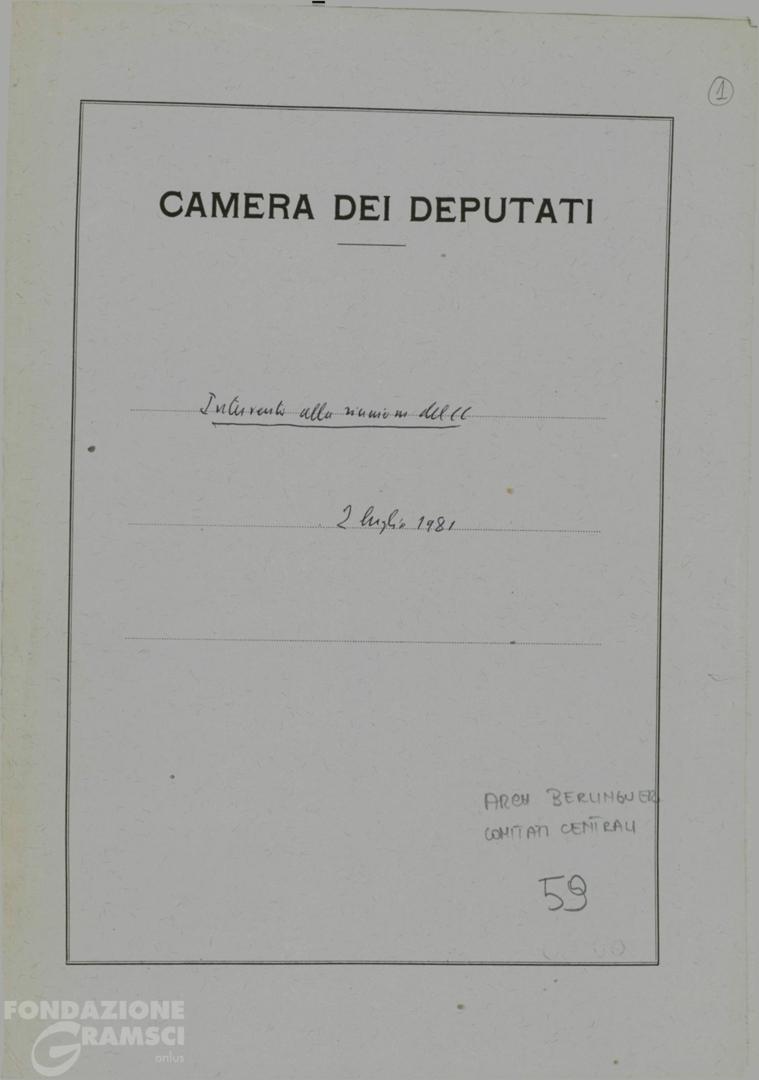 1
CAMERA DEI DEPUTATI
Intervento alla riunione del CC
2 luglio 1981
ARCH BERLINGUER
COMITATI CENTRALI
59
FONDAZIONE
GRAMSCI
onlus